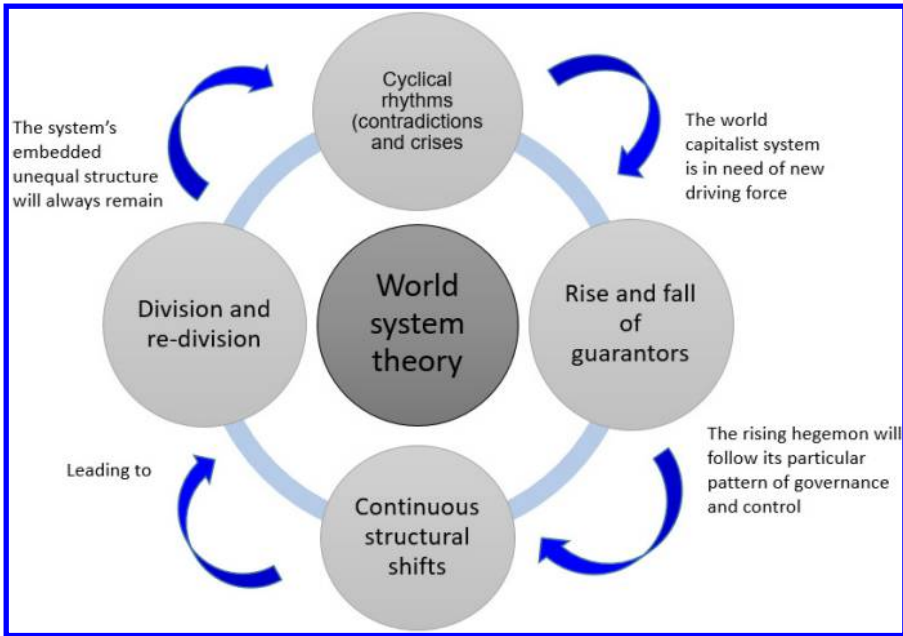 Cyclical
rhythms
(contradictions
and crises
The world
capitalist system
is in need of new
driving force
Rise and fall
of
guarantors
The rising hegemon will
follow its particular
pattern of governance
and control
Continuous
structural
shifts
Leading to
Division and
re-division
The system's
embedded
unequal structure
will always remain
World
system
theory